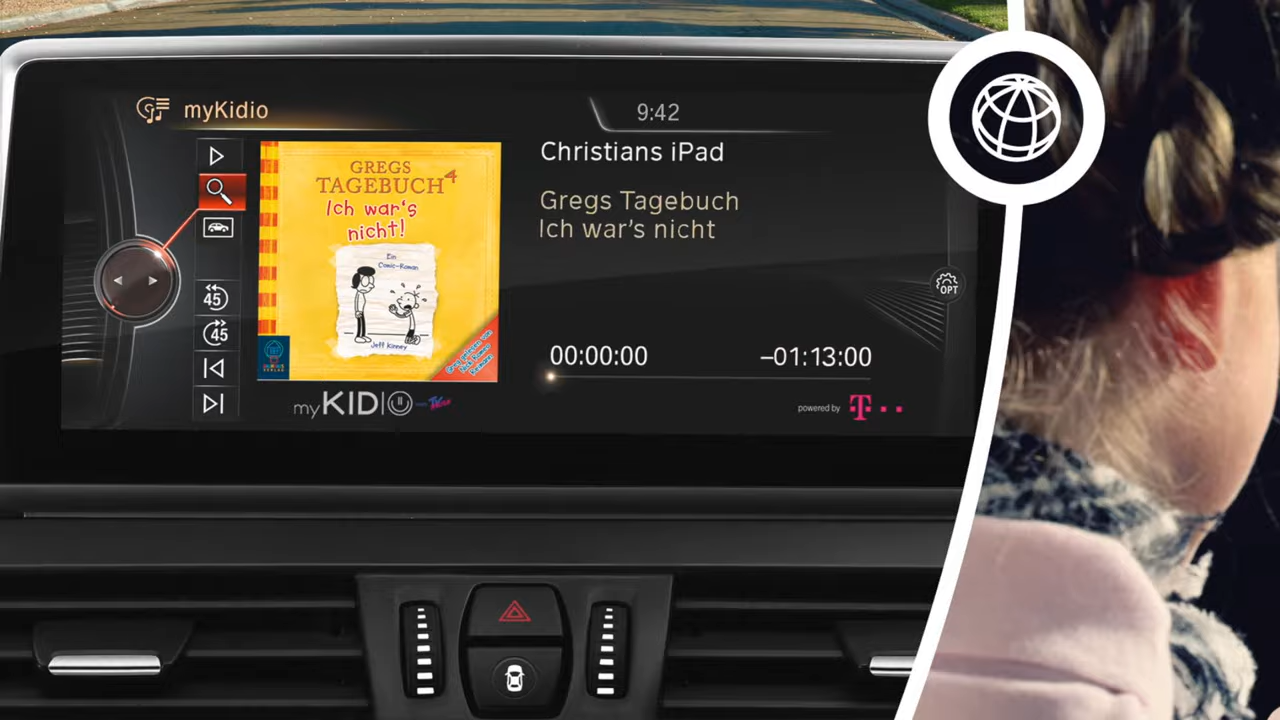 myKidio
9:42
Christians iPad
Gregs Tagebuch
Ich war's nicht
GREGS
TAGEBUCH 4
Ich war's
nicht!
Ein
Comic-Roman
Jeff Kinney
45
45
OPT
00:00:00
–01:13:00
myKIDIO
powered by
T